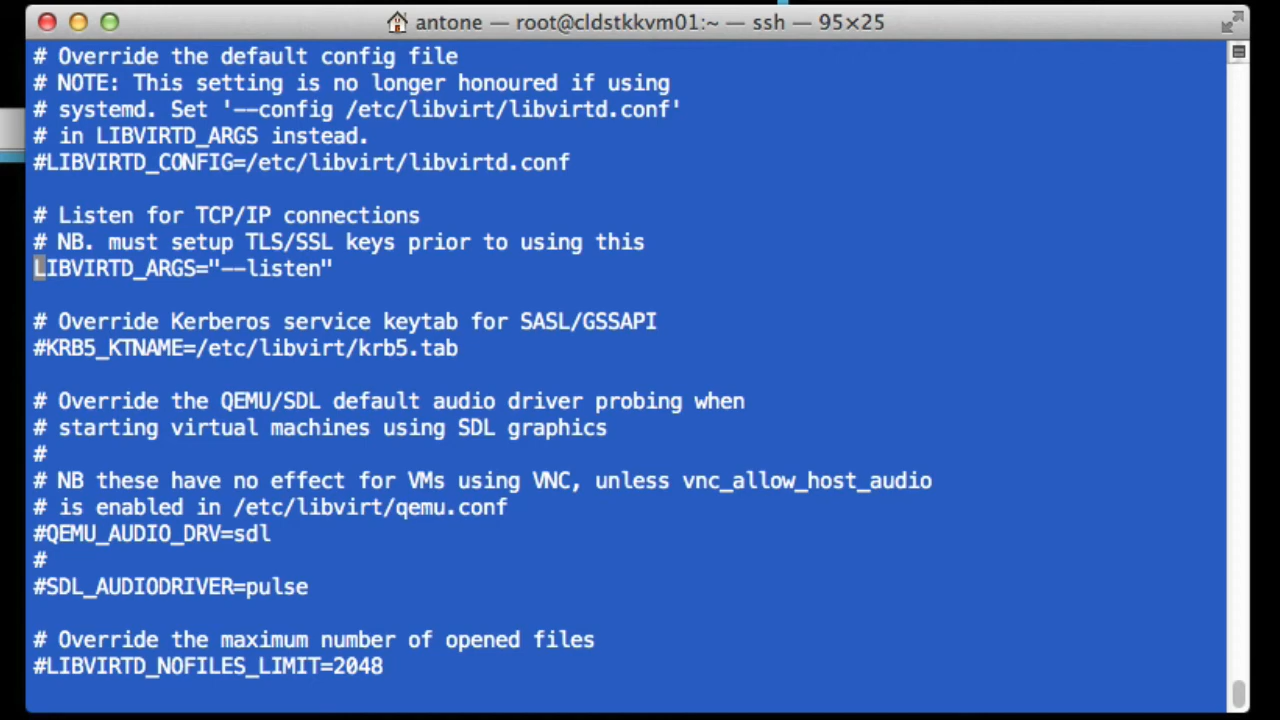 antone — root@cldstkkvm01:~ — ssh — 95×25
# Override the default config file
# NOTE: This setting is no longer honoured if using
# systemd. Set '--config /etc/libvirt/libvirtd.conf'
# in LIBVIRTD_ARGS instead.
#LIBVIRTD_CONFIG=/etc/libvirt/libvirtd.conf
# Listen for TCP/IP connections
# NB. must setup TLS/SSL keys prior to using this
LIBVIRTD_ARGS="--listen"
# Override Kerberos service keytab for SASL/GSSAPI
#KRB5_KTNAME=/etc/libvirt/krb5.tab
# Override the QEMU/SDL default audio driver probing when
# starting virtual machines using SDL graphics
#
# NB these have no effect for VMs using VNC, unless vnc_allow_host_audio
# is enabled in /etc/libvirt/qemu.conf
#QEMU_AUDIO_DRV=sdl
#
#SDL_AUDIODRIVER=pulse
# Override the maximum number of opened files
#LIBVIRTD_NOFILES_LIMIT=2048